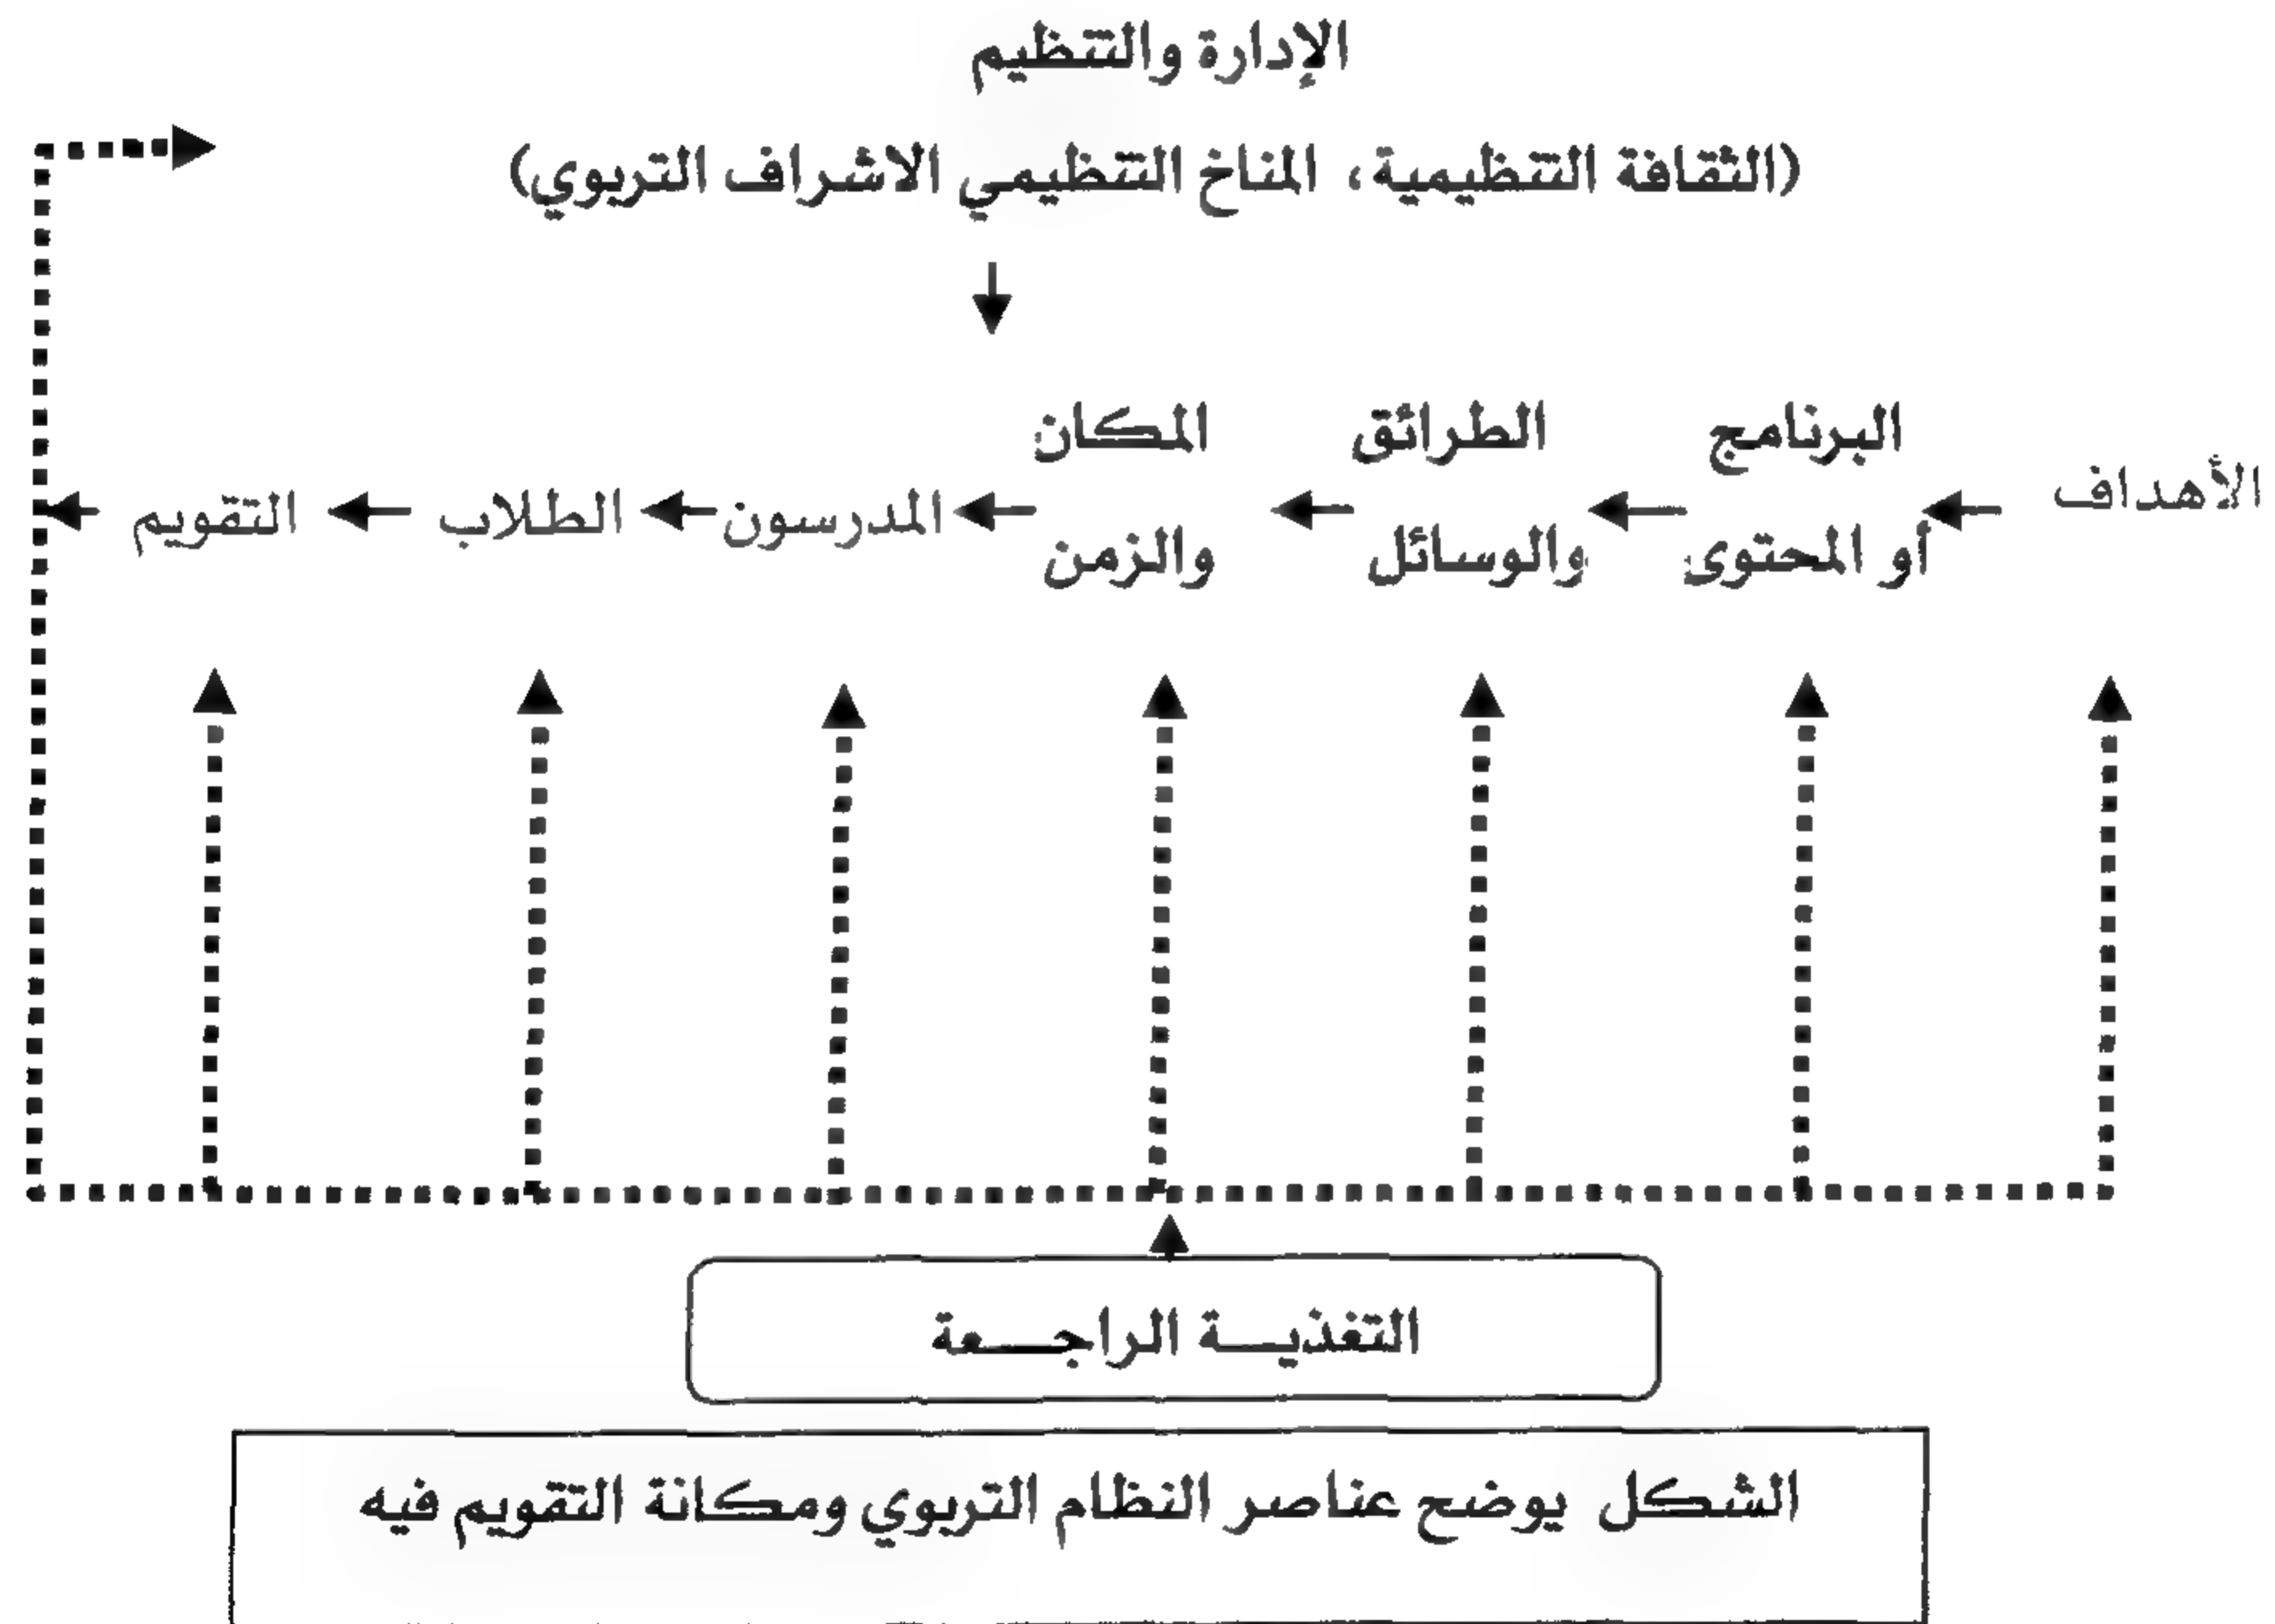 الإدارة والتنظيم
(الثقافة التنظيمية، المناخ التنظيمي الاشراف التربوي)
الأهداف
البرنامج
أو المحتوى
الطرائق
والوسائل
المكان
والزمن
المدرسون
الطلاب
التقويم
التغذيــة الراجــــعة
الشكل يوضح عناصر النظام التربوي ومكانة التقويم فيه